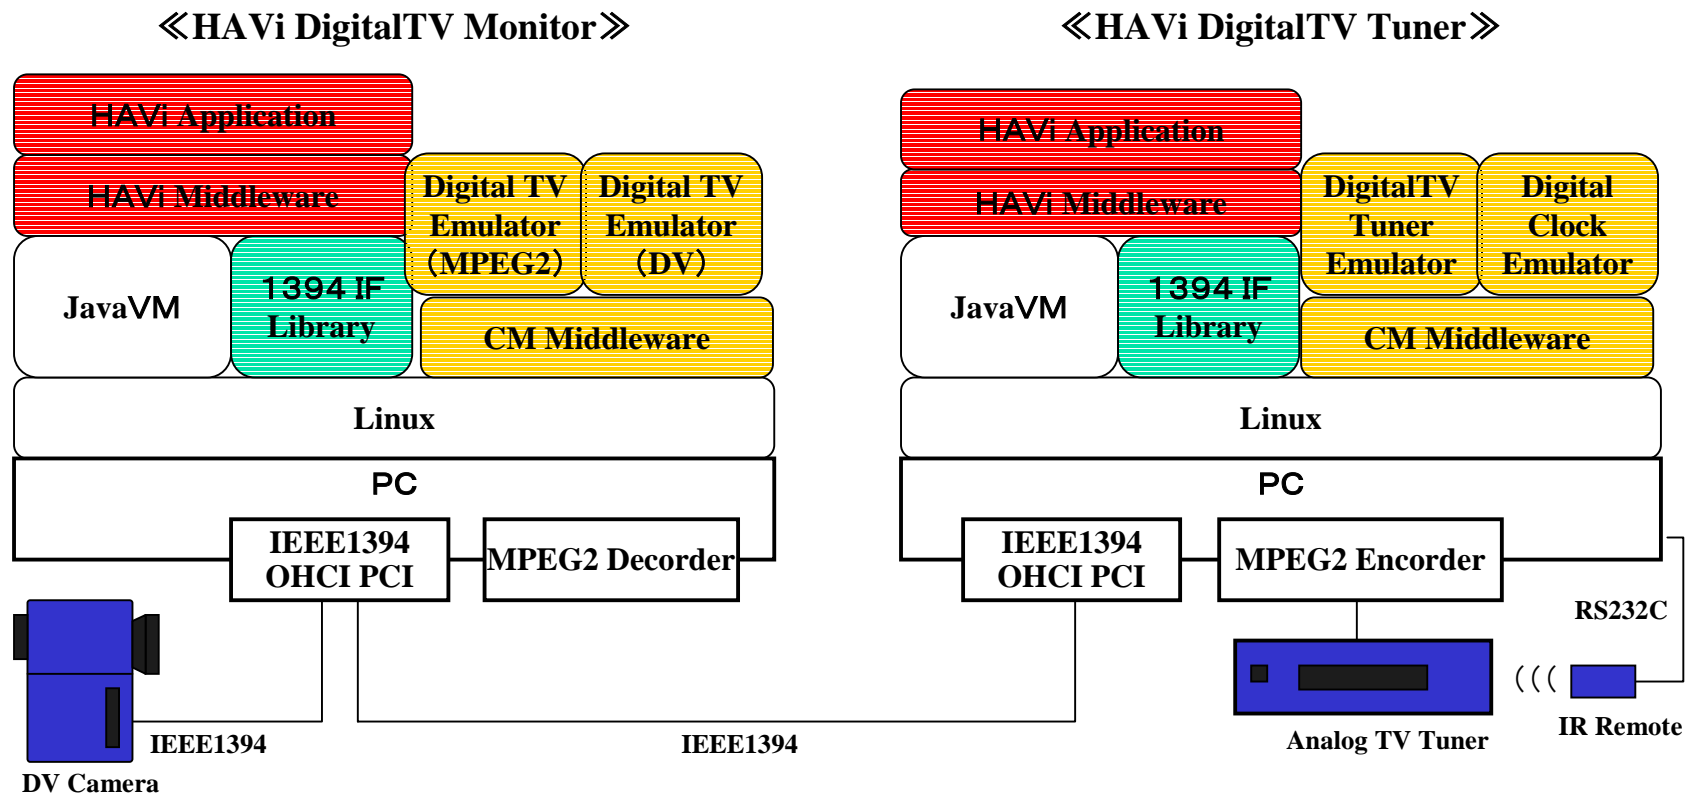 ≪HAVi DigitalTV Monitor≫
HAVi Application
HAVi Middleware
Digital TV
Emulator
（MPEG2）
Digital TV
Emulator
（DV）
JavaVM
1394 IF
Library
CM Middleware
Linux
PC
IEEE1394
OHCI PCI
MPEG2 Decorder
DV Camera
IEEE1394
IEEE1394
≪HAVi DigitalTV Tuner≫
HAVi Application
HAVi Middleware
DigitalTV
Tuner
Emulator
Digital
Clock
Emulator
JavaVM
1394 IF
Library
CM Middleware
Linux
PC
IEEE1394
OHCI PCI
MPEG2 Encorder
RS232C
Analog TV Tuner
IR Remote